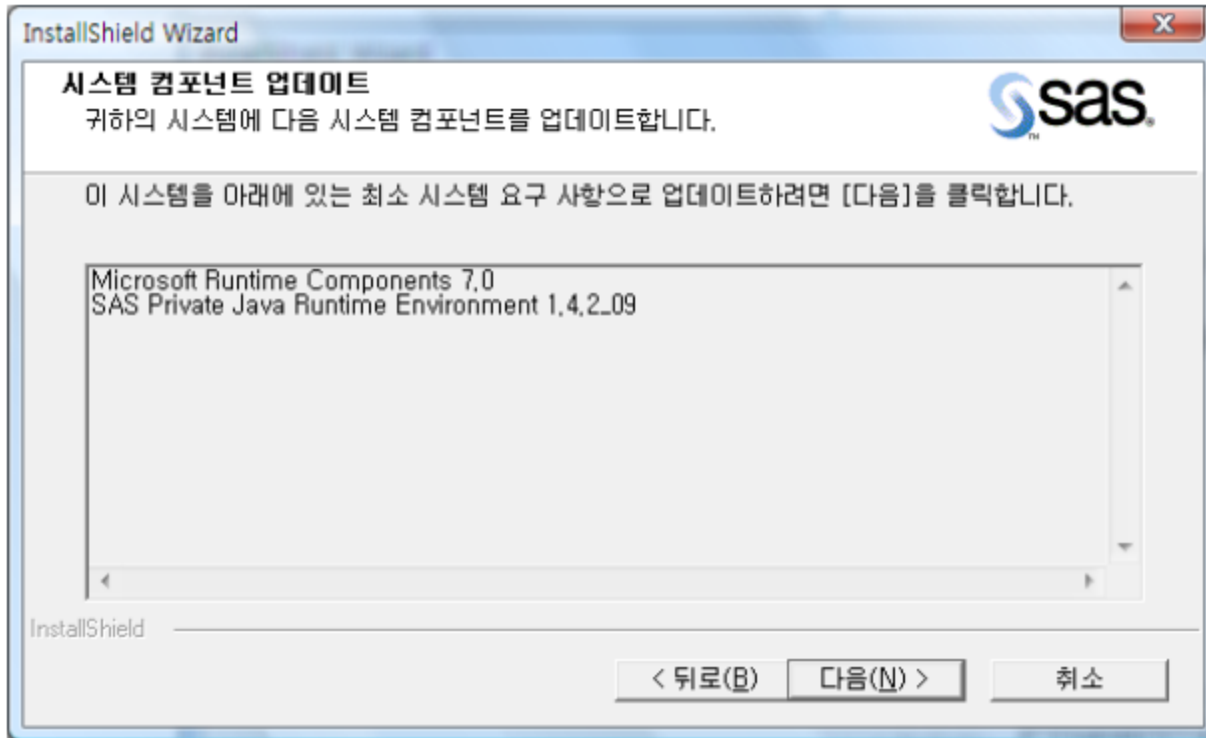 InstallShield Wizard
시스템 컴포넌트 업데이트
귀하의 시스템에 다음 시스템 컴포넌트를 업데이트합니다.
sas.
TM
이 시스템을 아래에 있는 최소 시스템 요구 사항으로 업데이트하려면 [다음]을 클릭합니다.
Microsoft Runtime Components 7.0
SAS Private Java Runtime Environment 1.4.2_09
InstallShield
< 뒤로(B) 다음(N) > 취소